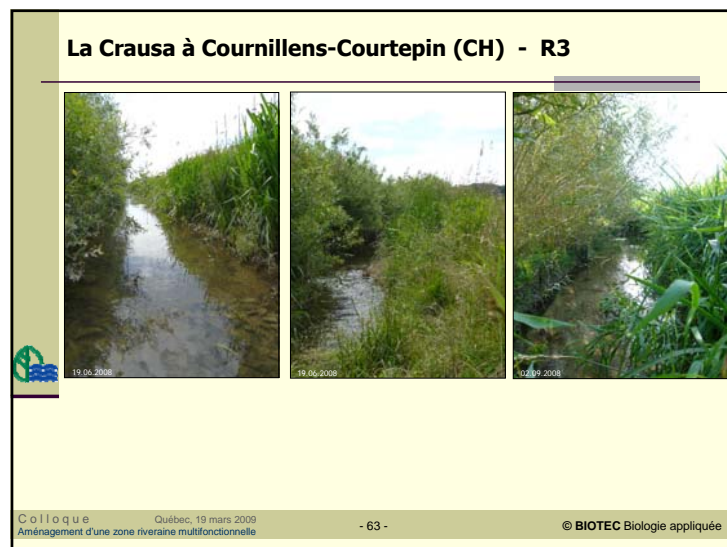 La Crausa à Cournillens-Courtepin (CH) - R3
19.06.2008
19.06.2008
02.09.2008
Colloque Québec, 19 mars 2009
Aménagement d'une zone riveraine multifonctionnelle
- 63 -
© BIOTEC Biologie appliquée